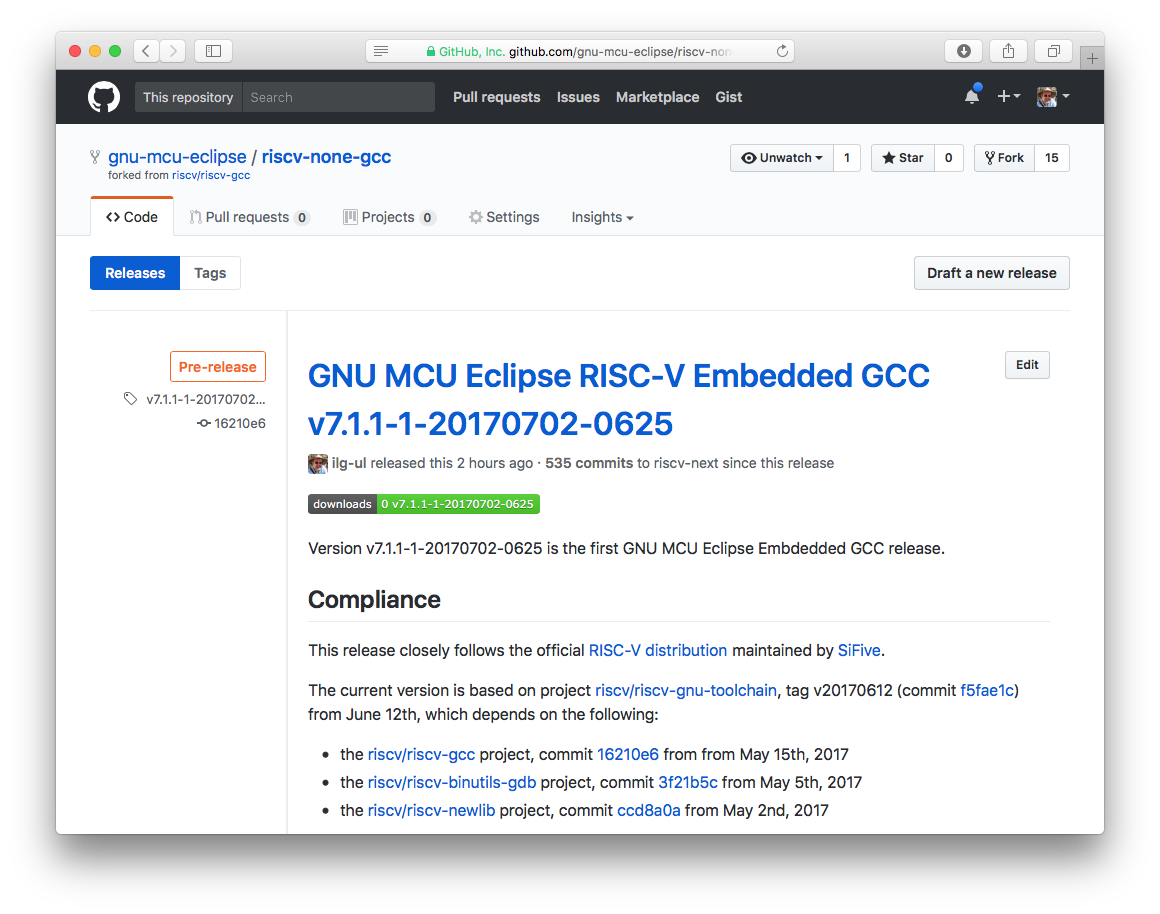 GitHub, Inc. github.com/gnu-mcu-eclipse/riscv-non
This repository Search Pull requests Issues Marketplace Gist
gnu-mcu-eclipse / riscv-none-gcc
forked from riscv/riscv-gcc
Unwatch 1 Star 0 Fork 15
Code Pull requests 0 Projects 0 Settings Insights
Releases Tags Draft a new release
Pre-release
v7.1.1-1-20170702...
16210e6
GNU MCU Eclipse RISC-V Embedded GCC
v7.1.1-1-20170702-0625
Edit
ilg-ul released this 2 hours ago · 535 commits to riscv-next since this release
downloads 0 v7.1.1-1-20170702-0625
Version v7.1.1-1-20170702-0625 is the first GNU MCU Eclipse Embdedded GCC release.
Compliance
This release closely follows the official RISC-V distribution maintained by SiFive.
The current version is based on project riscv/riscv-gnu-toolchain, tag v20170612 (commit f5fae1c)
from June 12th, which depends on the following:
• the riscv/riscv-gcc project, commit 16210e6 from from May 15th, 2017
• the riscv/riscv-binutils-gdb project, commit 3f21b5c from May 5th, 2017
• the riscv/riscv-newlib project, commit ccd8a0a from May 2nd, 2017